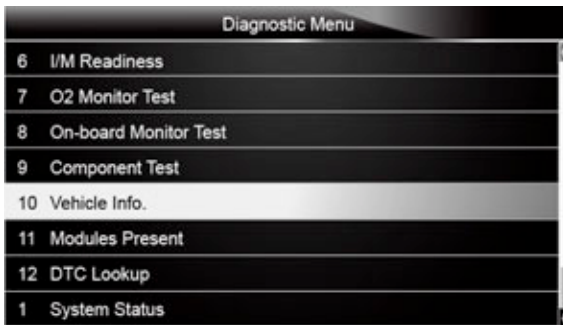 Diagnostic Menu
6 I/M Readiness
7 O2 Monitor Test
8 On-board Monitor Test
9 Component Test
10 Vehicle Info.
11 Modules Present
12 DTC Lookup
1 System Status